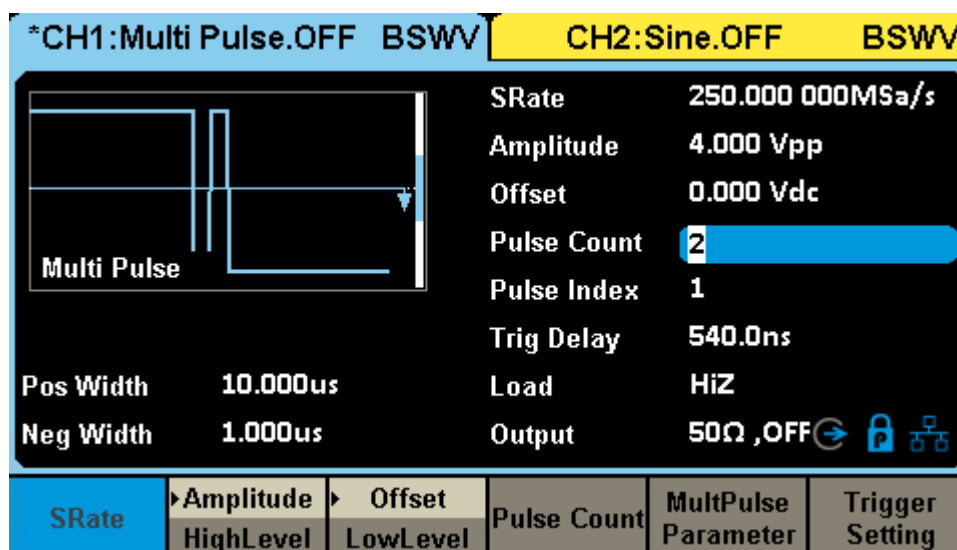 *CH1:Multi Pulse.OFF BSWV
CH2:Sine.OFF BSWV
Multi Pulse
SRate 250.000 000MSa/s
Amplitude 4.000 Vpp
Offset 0.000 Vdc
Pulse Count 2
Pulse Index 1
Trig Delay 540.0ns
Pos Width 10.000us
Load HiZ
Neg Width 1.000us
Output 50Ω ,OFF
P
SRate
Amplitude
HighLevel
Offset
LowLevel
Pulse Count
MultPulse
Parameter
Trigger
Setting